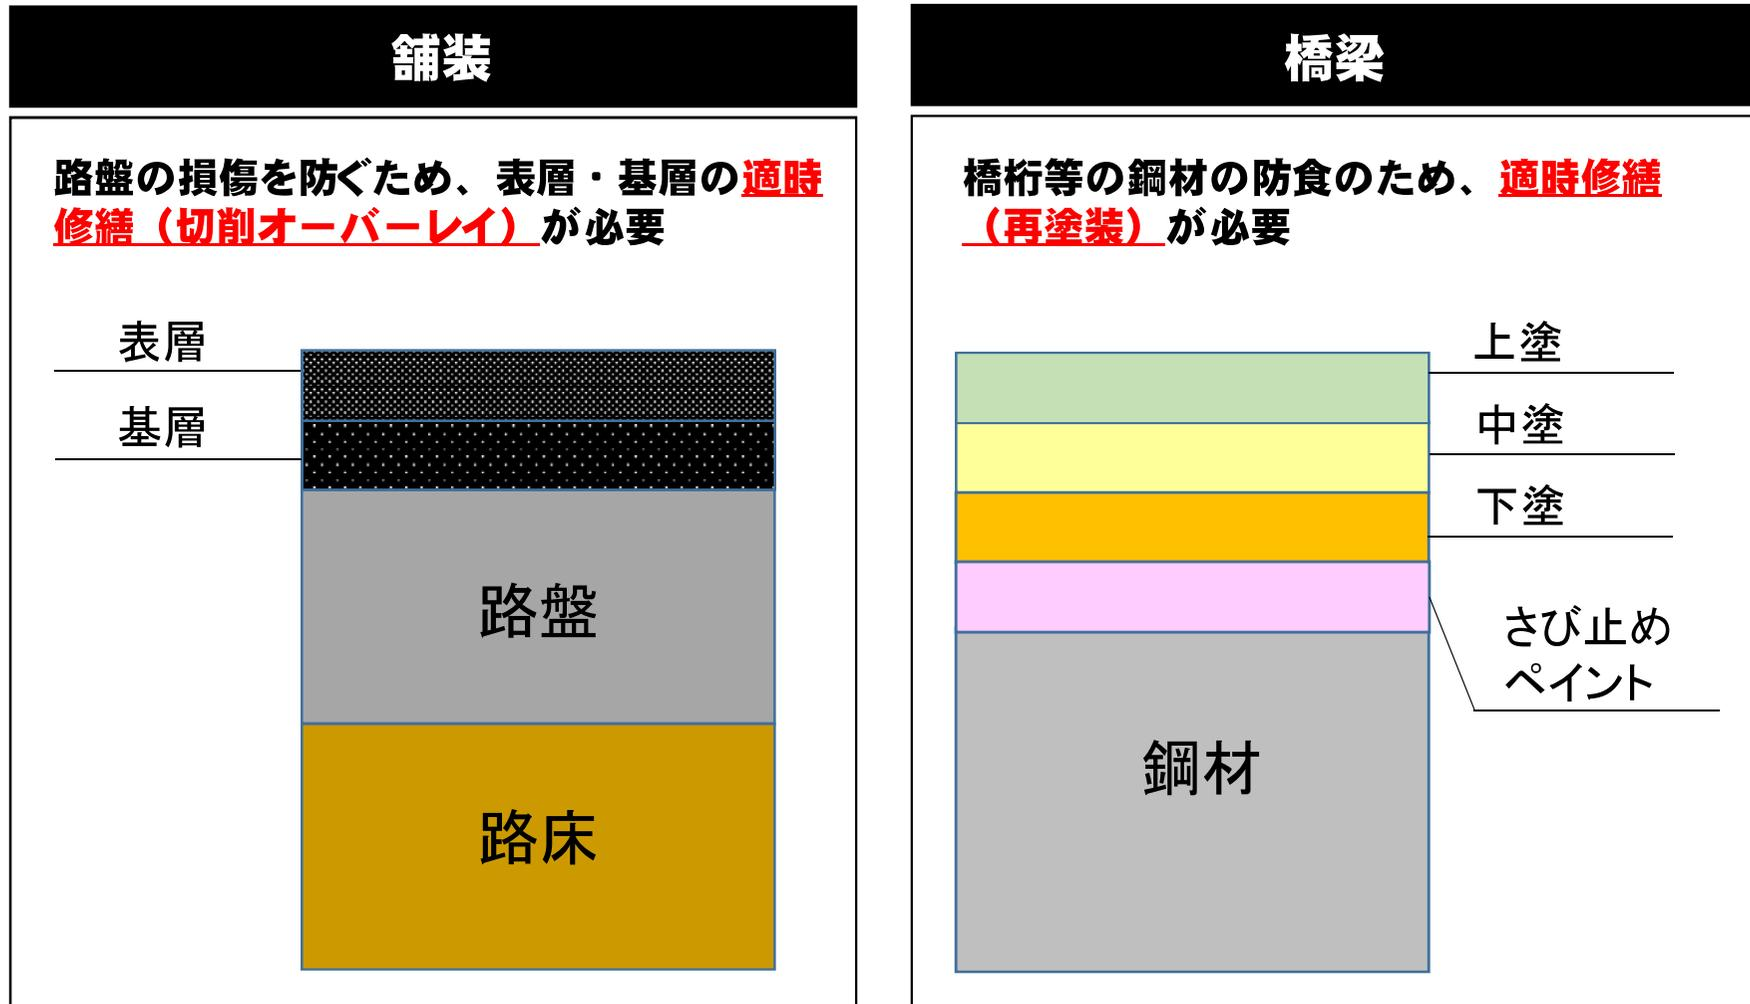 舗装
路盤の損傷を防ぐため、表層・基層の適時
修繕（切削オーバーレイ）が必要
表層
基層
路盤
路床
橋梁
橋桁等の鋼材の防食のため、適時修繕
（再塗装）が必要
上塗
中塗
下塗
さび止め
ペイント
鋼材